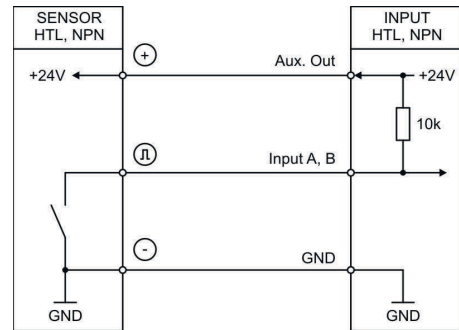 SENSOR
HTL, NPN
INPUT
HTL, NPN
+
Aux. Out
+24V
+24V
10k
Input A, B
-
GND
GND
GND